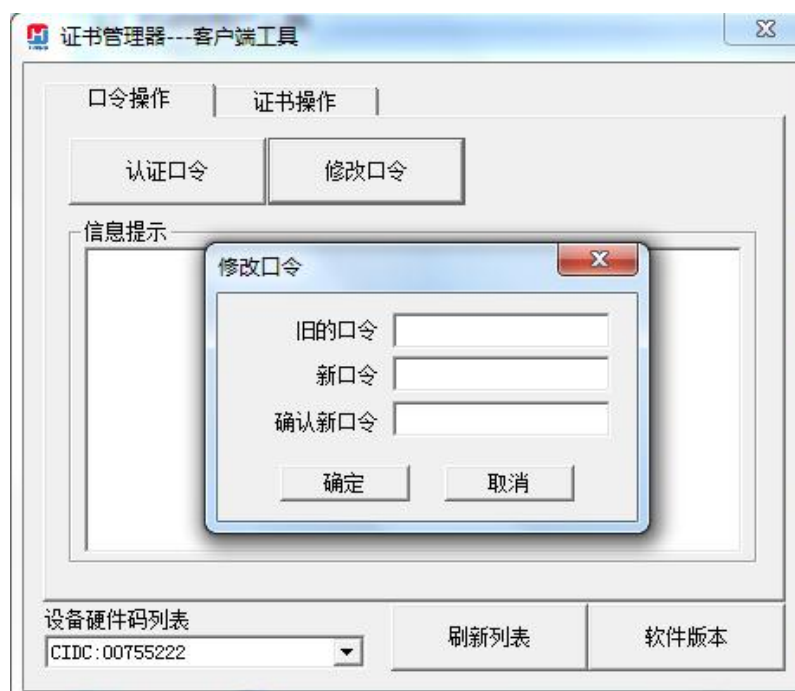 证书管理器---客户端工具
口令操作 证书操作
认证口令 修改口令
信息提示
修改口令
旧的口令
新口令
确认新口令
确定 取消
设备硬件码列表
CIDC:00755222
刷新列表 软件版本